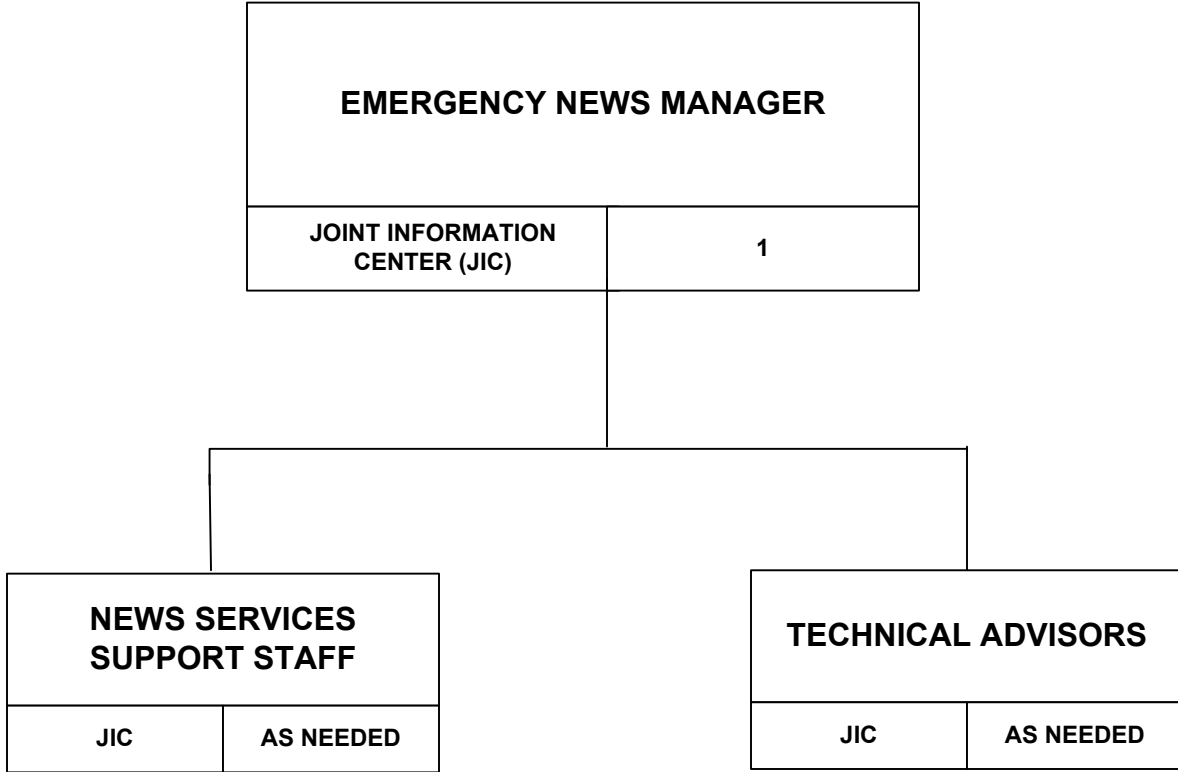 EMERGENCY NEWS MANAGER
JOINT INFORMATION
CENTER (JIC)
1
NEWS SERVICES
SUPPORT STAFF
JIC
AS NEEDED
TECHNICAL ADVISORS
JIC
AS NEEDED